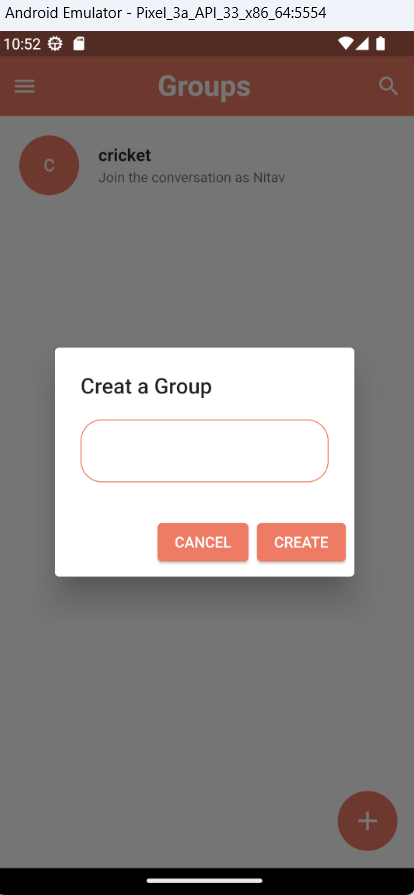 Android Emulator - Pixel_3a_API_33_x86_64:5554
10:52
Groups
C
cricket
Join the conversation as Nitav
Creat a Group
CANCEL CREATE